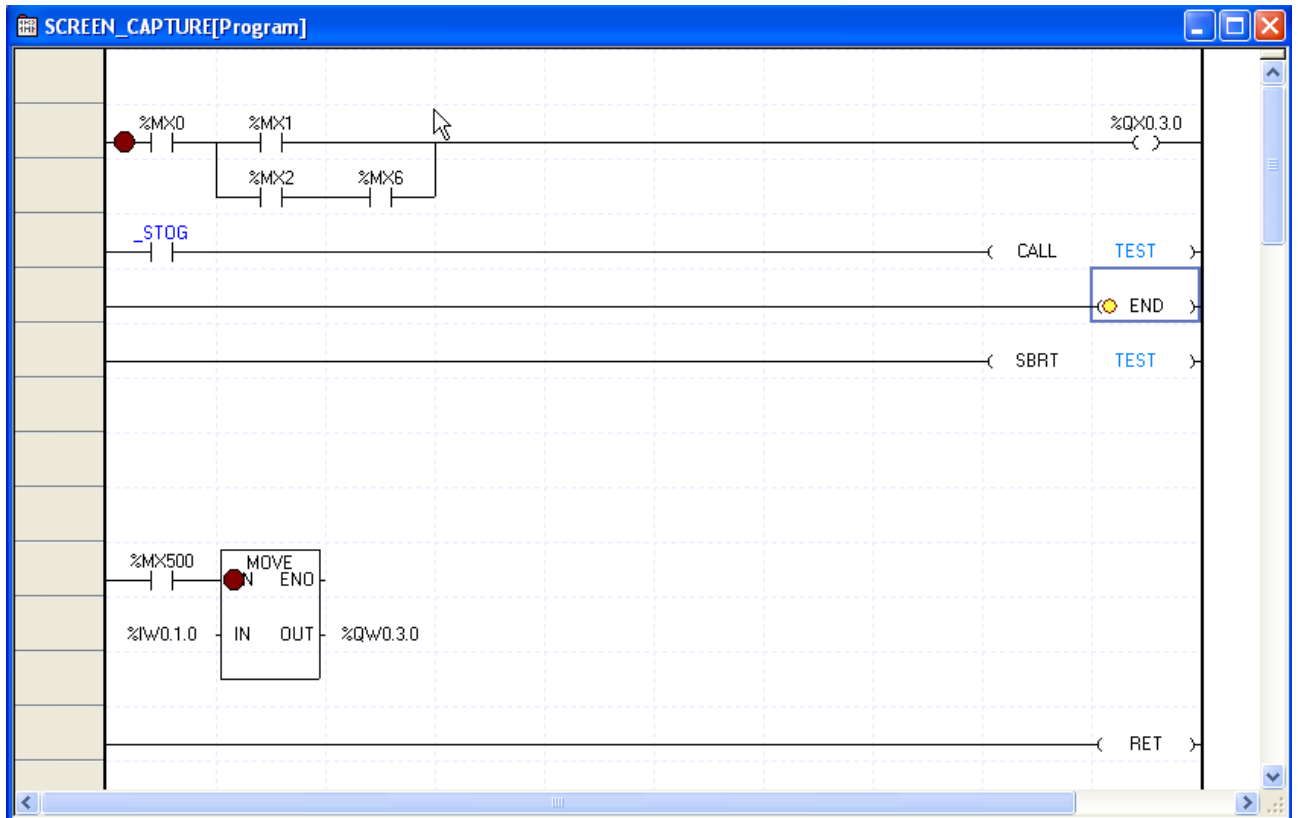 SCREEN_CAPTURE[Program]
%MX0 %MX1 %QX0.3.0
%MX2 %MX6
_STOG
CALL TEST
END
SBRT TEST
%MX500 MOVE
N ENO
%IW0.1.0 IN OUT %QW0.3.0
RET